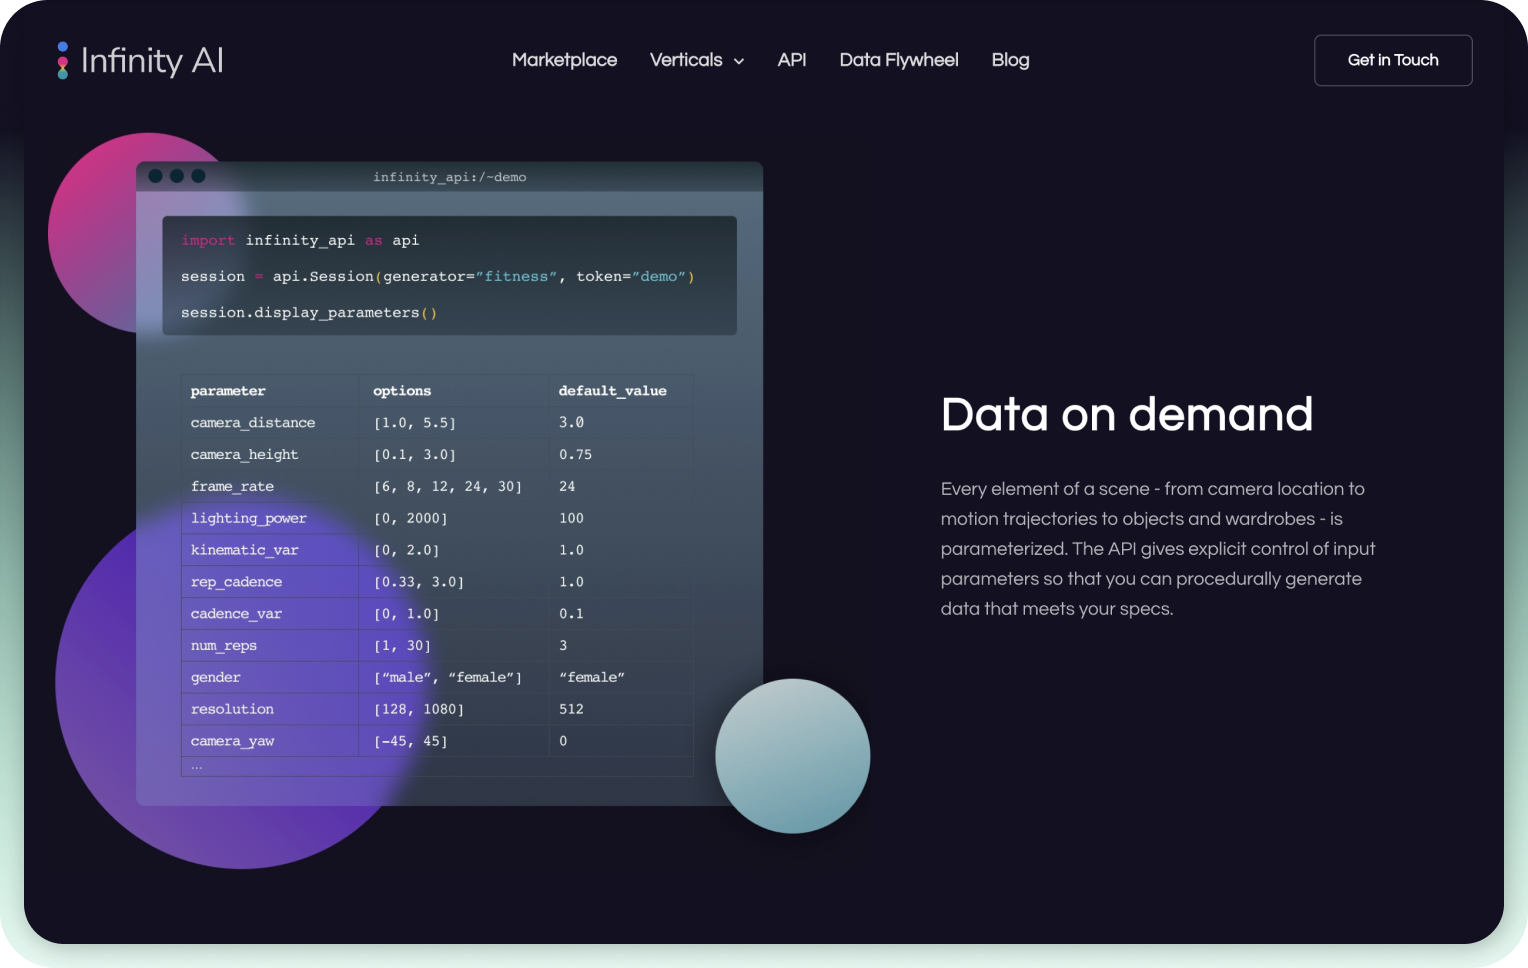 Infinity AI
Marketplace Verticals API Data Flywheel Blog
Get in Touch
infinity_api:/~demo
import infinity_api as api
session = api.Session(generator=”fitness”, token=”demo”)
session.display_parameters()
parameter options default_value
camera_distance [1.0, 5.5] 3.0
camera_height [0.1, 3.0] 0.75
frame_rate [6, 8, 12, 24, 30] 24
lighting_power [0, 2000] 100
kinematic_var [0, 2.0] 1.0
rep_cadence [0.33, 3.0] 1.0
cadence_var [0, 1.0] 0.1
num_reps [1, 30] 3
gender [“male”, “female”] “female”
resolution [128, 1080] 512
camera_yaw [-45, 45] 0
...
Data on demand
Every element of a scene - from camera location to
motion trajectories to objects and wardrobes - is
parameterized. The API gives explicit control of input
parameters so that you can procedurally generate
data that meets your specs.